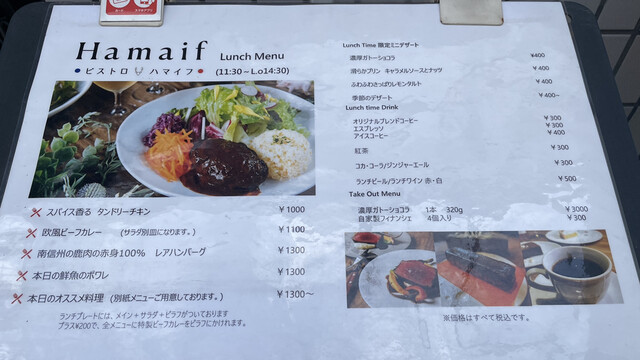 Hamaif Lunch Menu
ビストロ ハマイフ (11:30~L.o14:30)
スパイス香る タンドリーチキン ￥1000
欧風ビーフカレー (サラダ別皿になります。) ￥1100
南信州の鹿肉の赤身100% レアハンバーグ ￥1300
本日の鮮魚のポワレ ￥1300
本日のオススメ料理 (別紙メニューご用意しております。) ￥1300~
ランチプレートには、メイン+サラダ+ピラフがついております
プラス￥200で、全メニューに特製ビーフカレーをピラフにかけれます。
Lunch Time 限定ミニデザート
濃厚ガトーショコラ ￥400
滑らかプリン キャラメルソースとナッツ ￥400
ふわふわさっぱりレモンタルト ￥400
季節のデザート ￥400~
Lunch time Drink
オリジナルブレンドコーヒー ￥300
エスプレッソ ￥300
アイスコーヒー ￥400
紅茶 ￥300
コカ・コーラ/ジンジャーエール ￥300
ランチビール/ランチワイン 赤・白 ￥500
Take Out Menu
濃厚ガトーショコラ 1本 320g ￥3000
自家製フィナンシェ 4個入り ￥300
※価格はすべて税込です。